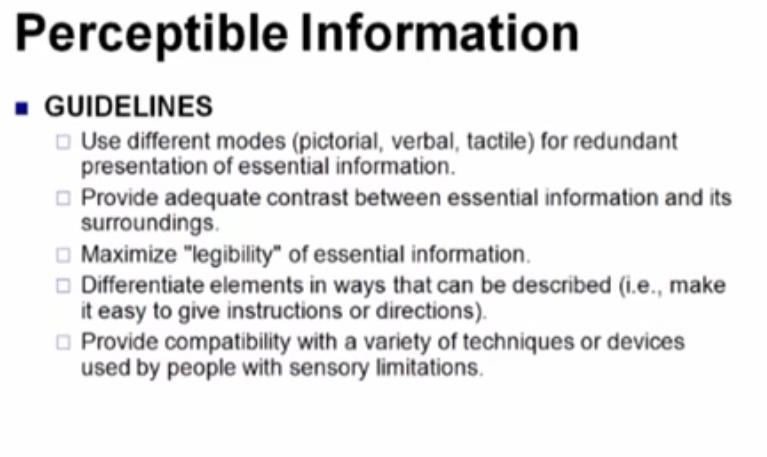 Perceptible Information
GUIDELINES
Use different modes (pictorial, verbal, tactile) for redundant
presentation of essential information.
Provide adequate contrast between essential information and its
surroundings.
Maximize "legibility" of essential information.
Differentiate elements in ways that can be described (i.e., make
it easy to give instructions or directions).
Provide compatibility with a variety of techniques or devices
used by people with sensory limitations.